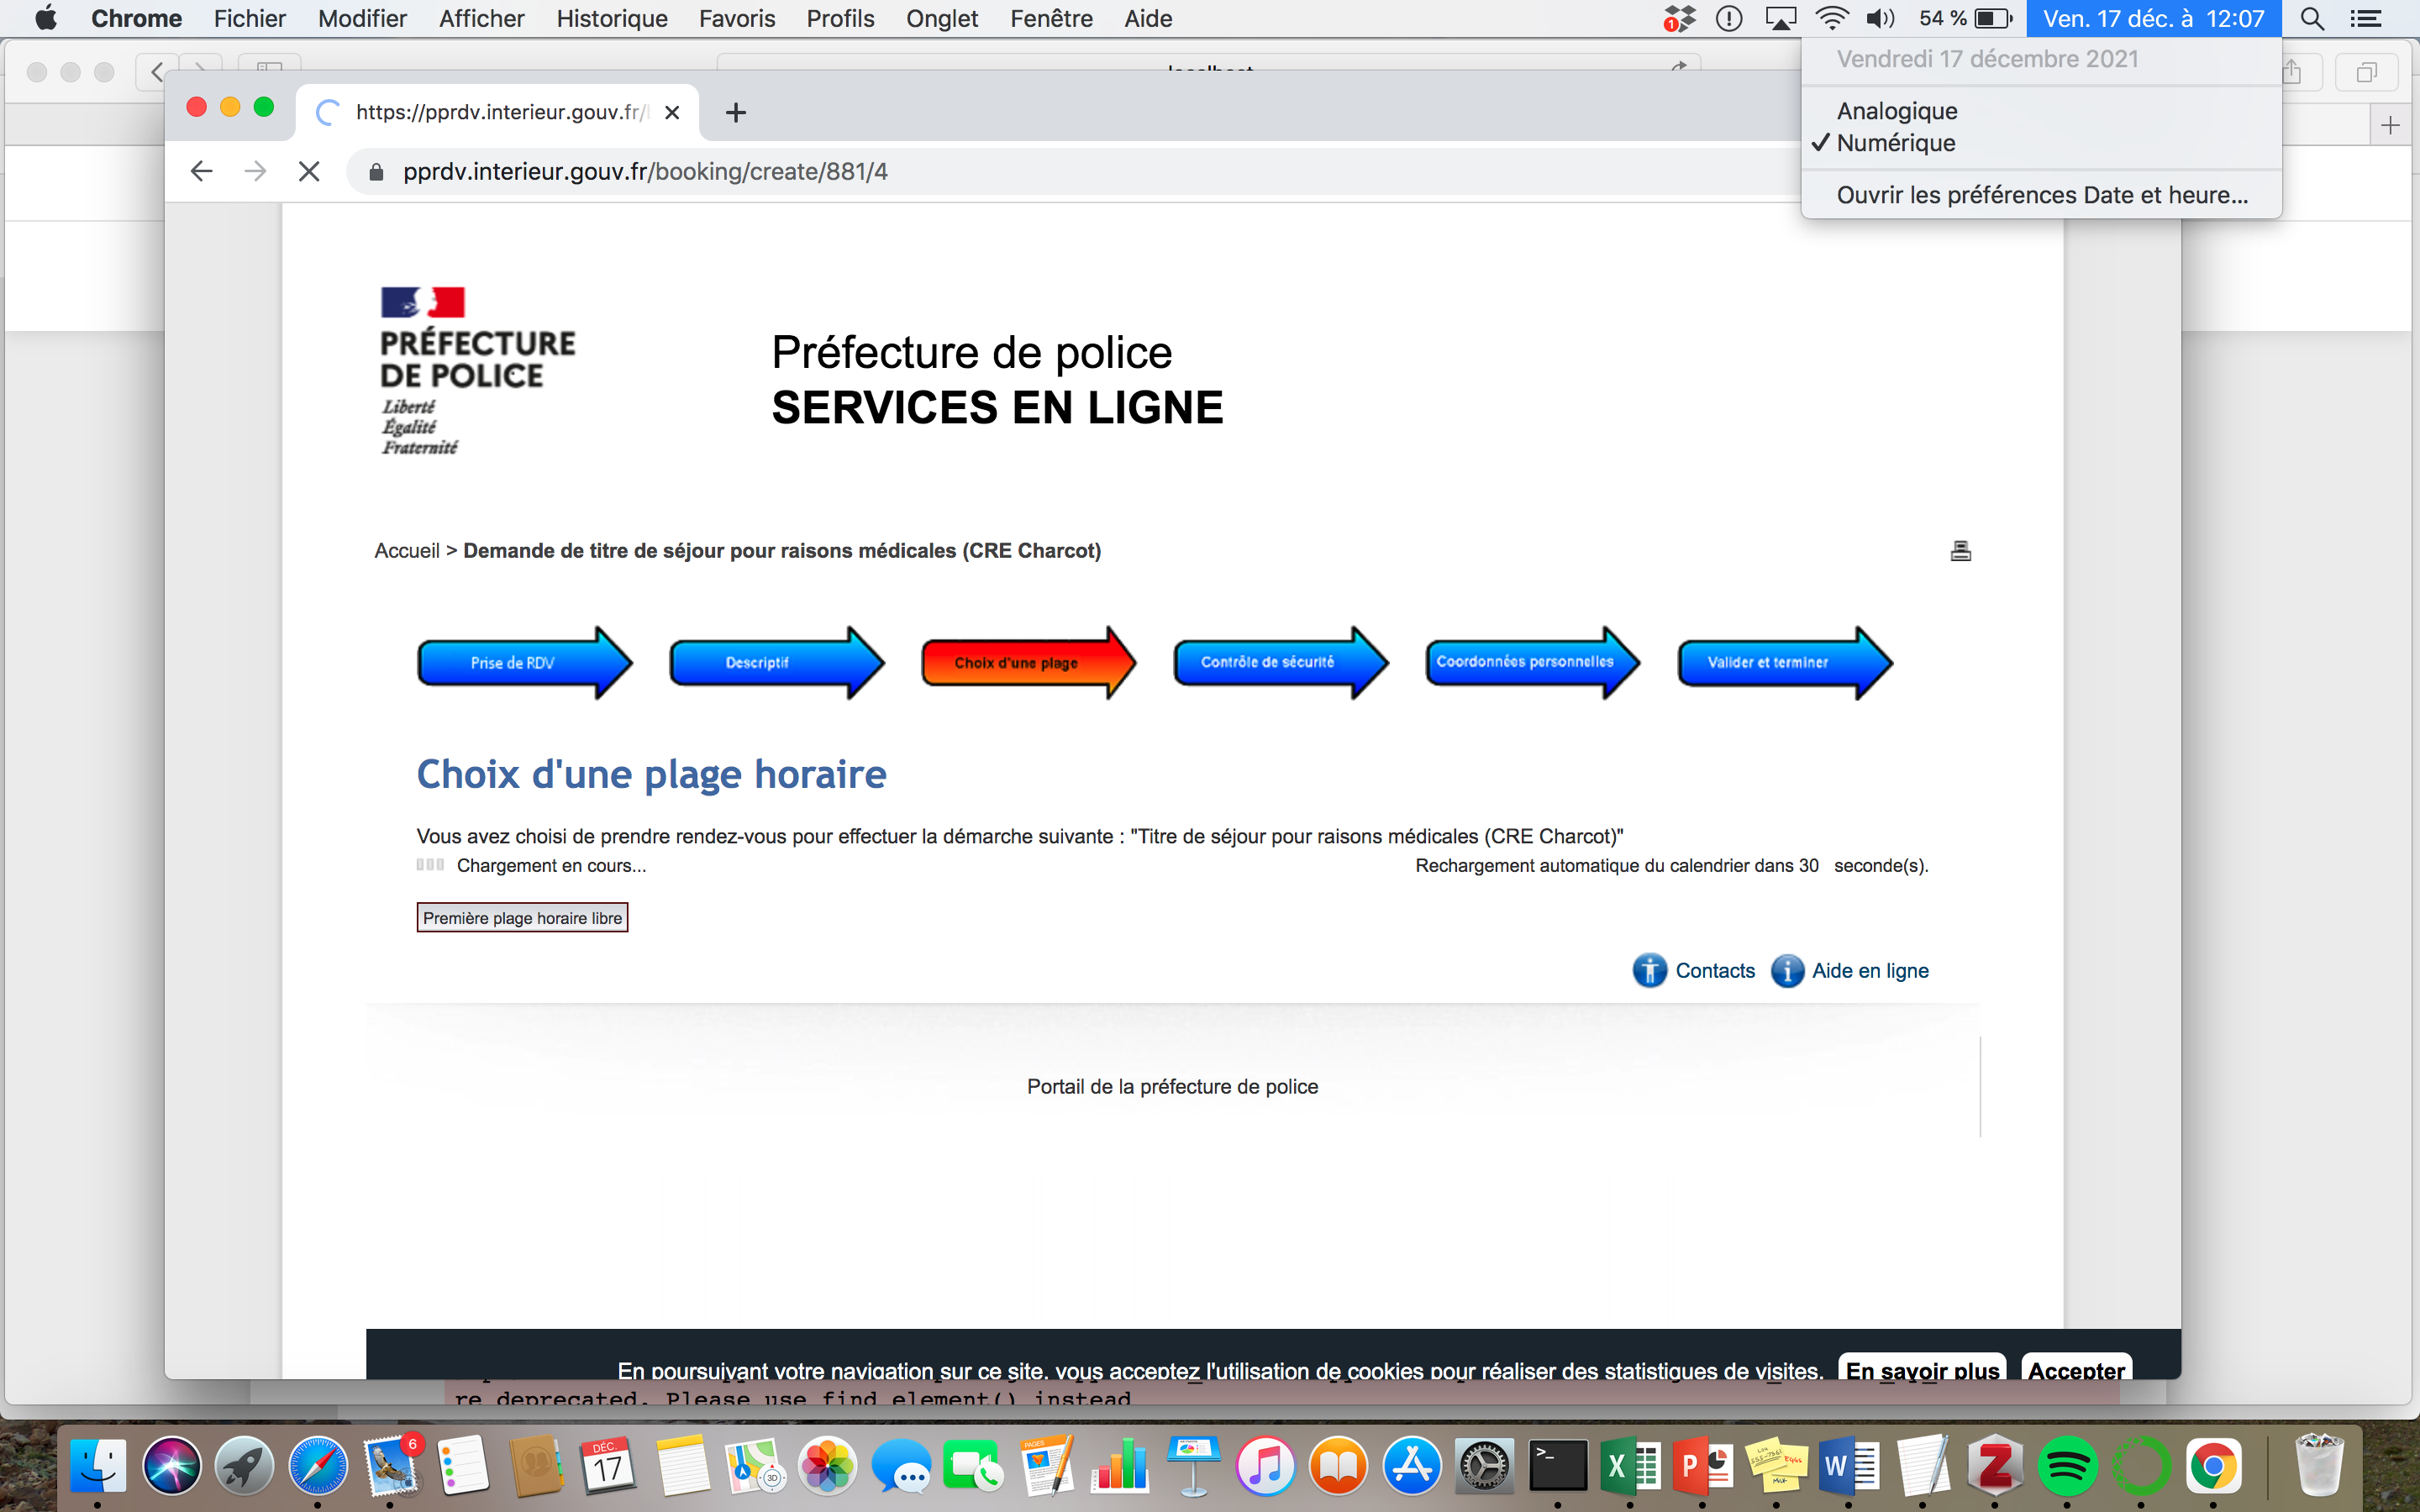 Chrome Fichier Modifier Afficher Historique Favoris Profils Onglet Fenêtre Aide 1 54 % Ven. 17 déc. à 12:07
Vendredi 17 décembre 2021
Analogique
✓ Numérique
Ouvrir les préférences Date et heure...
https://pprdv.interieur.gouv.fr/
pprdv.interieur.gouv.fr/booking/create/881/4
PRÉFECTURE
DE POLICE
Liberté
Égalité
Fraternité
Préfecture de police
SERVICES EN LIGNE
Accueil > Demande de titre de séjour pour raisons médicales (CRE Charcot)
Prise de RDV
Descriptif
Choix d'une plage
Contrôle de sécurité
Coordonnées personnelles
Valider et terminer
Choix d'une plage horaire
Vous avez choisi de prendre rendez-vous pour effectuer la démarche suivante : "Titre de séjour pour raisons médicales (CRE Charcot)"
Chargement en cours...
Rechargement automatique du calendrier dans 30 seconde(s).
Première plage horaire libre
Contacts
Aide en ligne
Portail de la préfecture de police
En poursuivant votre navigation sur ce site, vous acceptez l'utilisation de cookies pour réaliser des statistiques de visites. En savoir plus Accepter
re deprecated. Please use find_element() instead
6
DÉC.
17
3D
PAGES
>_
X
P
W
Z